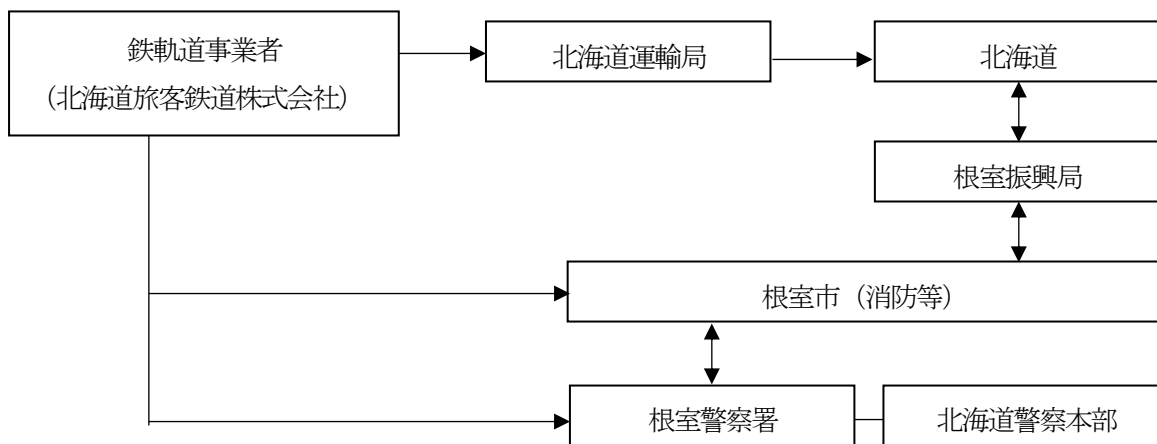 鉄軌道事業者
(北海道旅客鉄道株式会社)
北海道運輸局
北海道
根室振興局
根室市(消防等)
根室警察署
北海道警察本部